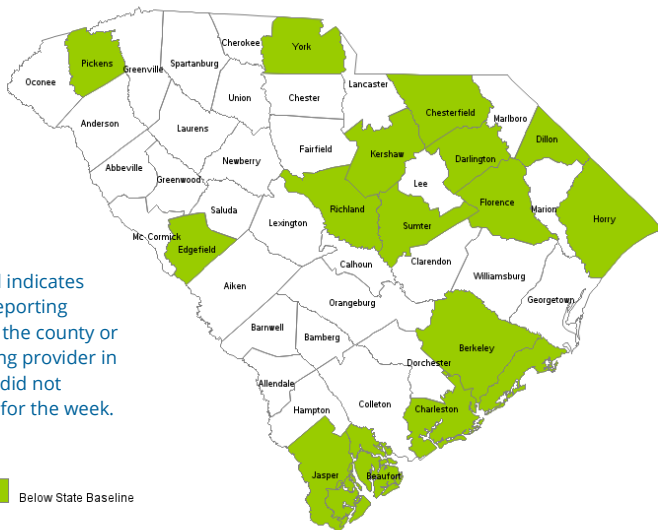 Cherokee
York
Pickens
Greenville
Spartanburg
Oconee
Lancaster
Union
Chester
Chesterfield
Marlboro
Anderson
Laurens
Dillon
Fairfield
Kershaw
Darlington
Newberry
Abbeville
Greenwood
Lee
Florence
Richland
Marion
Horry
Saluda
Lexington
Sumter
Mc Cormick
Edgefield
Calhoun
Clarendon
Williamsburg
Aiken
Orangeburg
Georgetown
Barnwell
Bamberg
Berkeley
Dorchester
Allendale
Colleton
Charleston
Hampton
Jasper
Beaufort
indicates
eporting
the county or
ng provider in
did not
for the week.
Below State Baseline